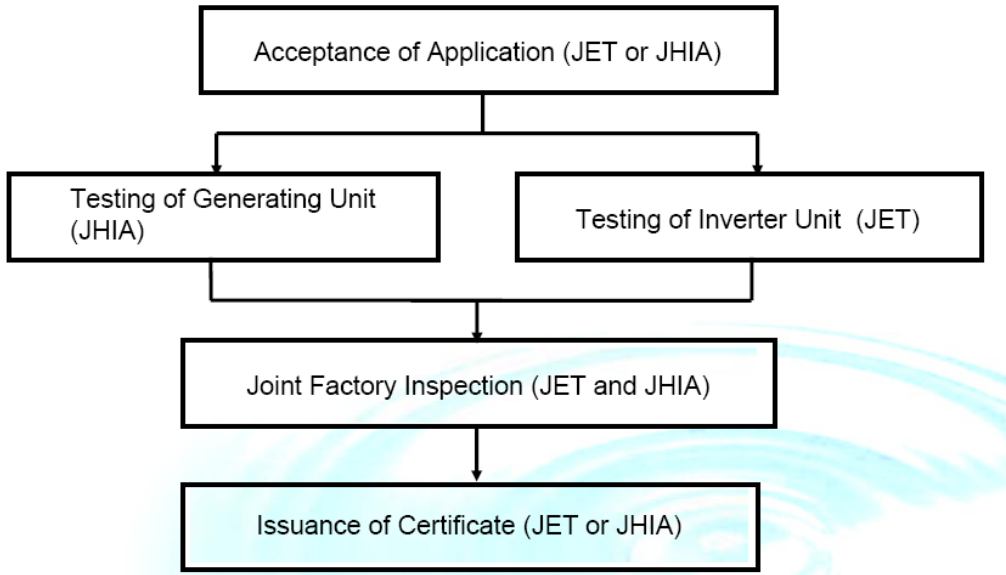 Acceptance of Application (JET or JHIA)
Testing of Generating Unit
(JHIA)
Testing of Inverter Unit  (JET)
Joint Factory Inspection (JET and JHIA)
Issuance of Certificate (JET or JHIA)